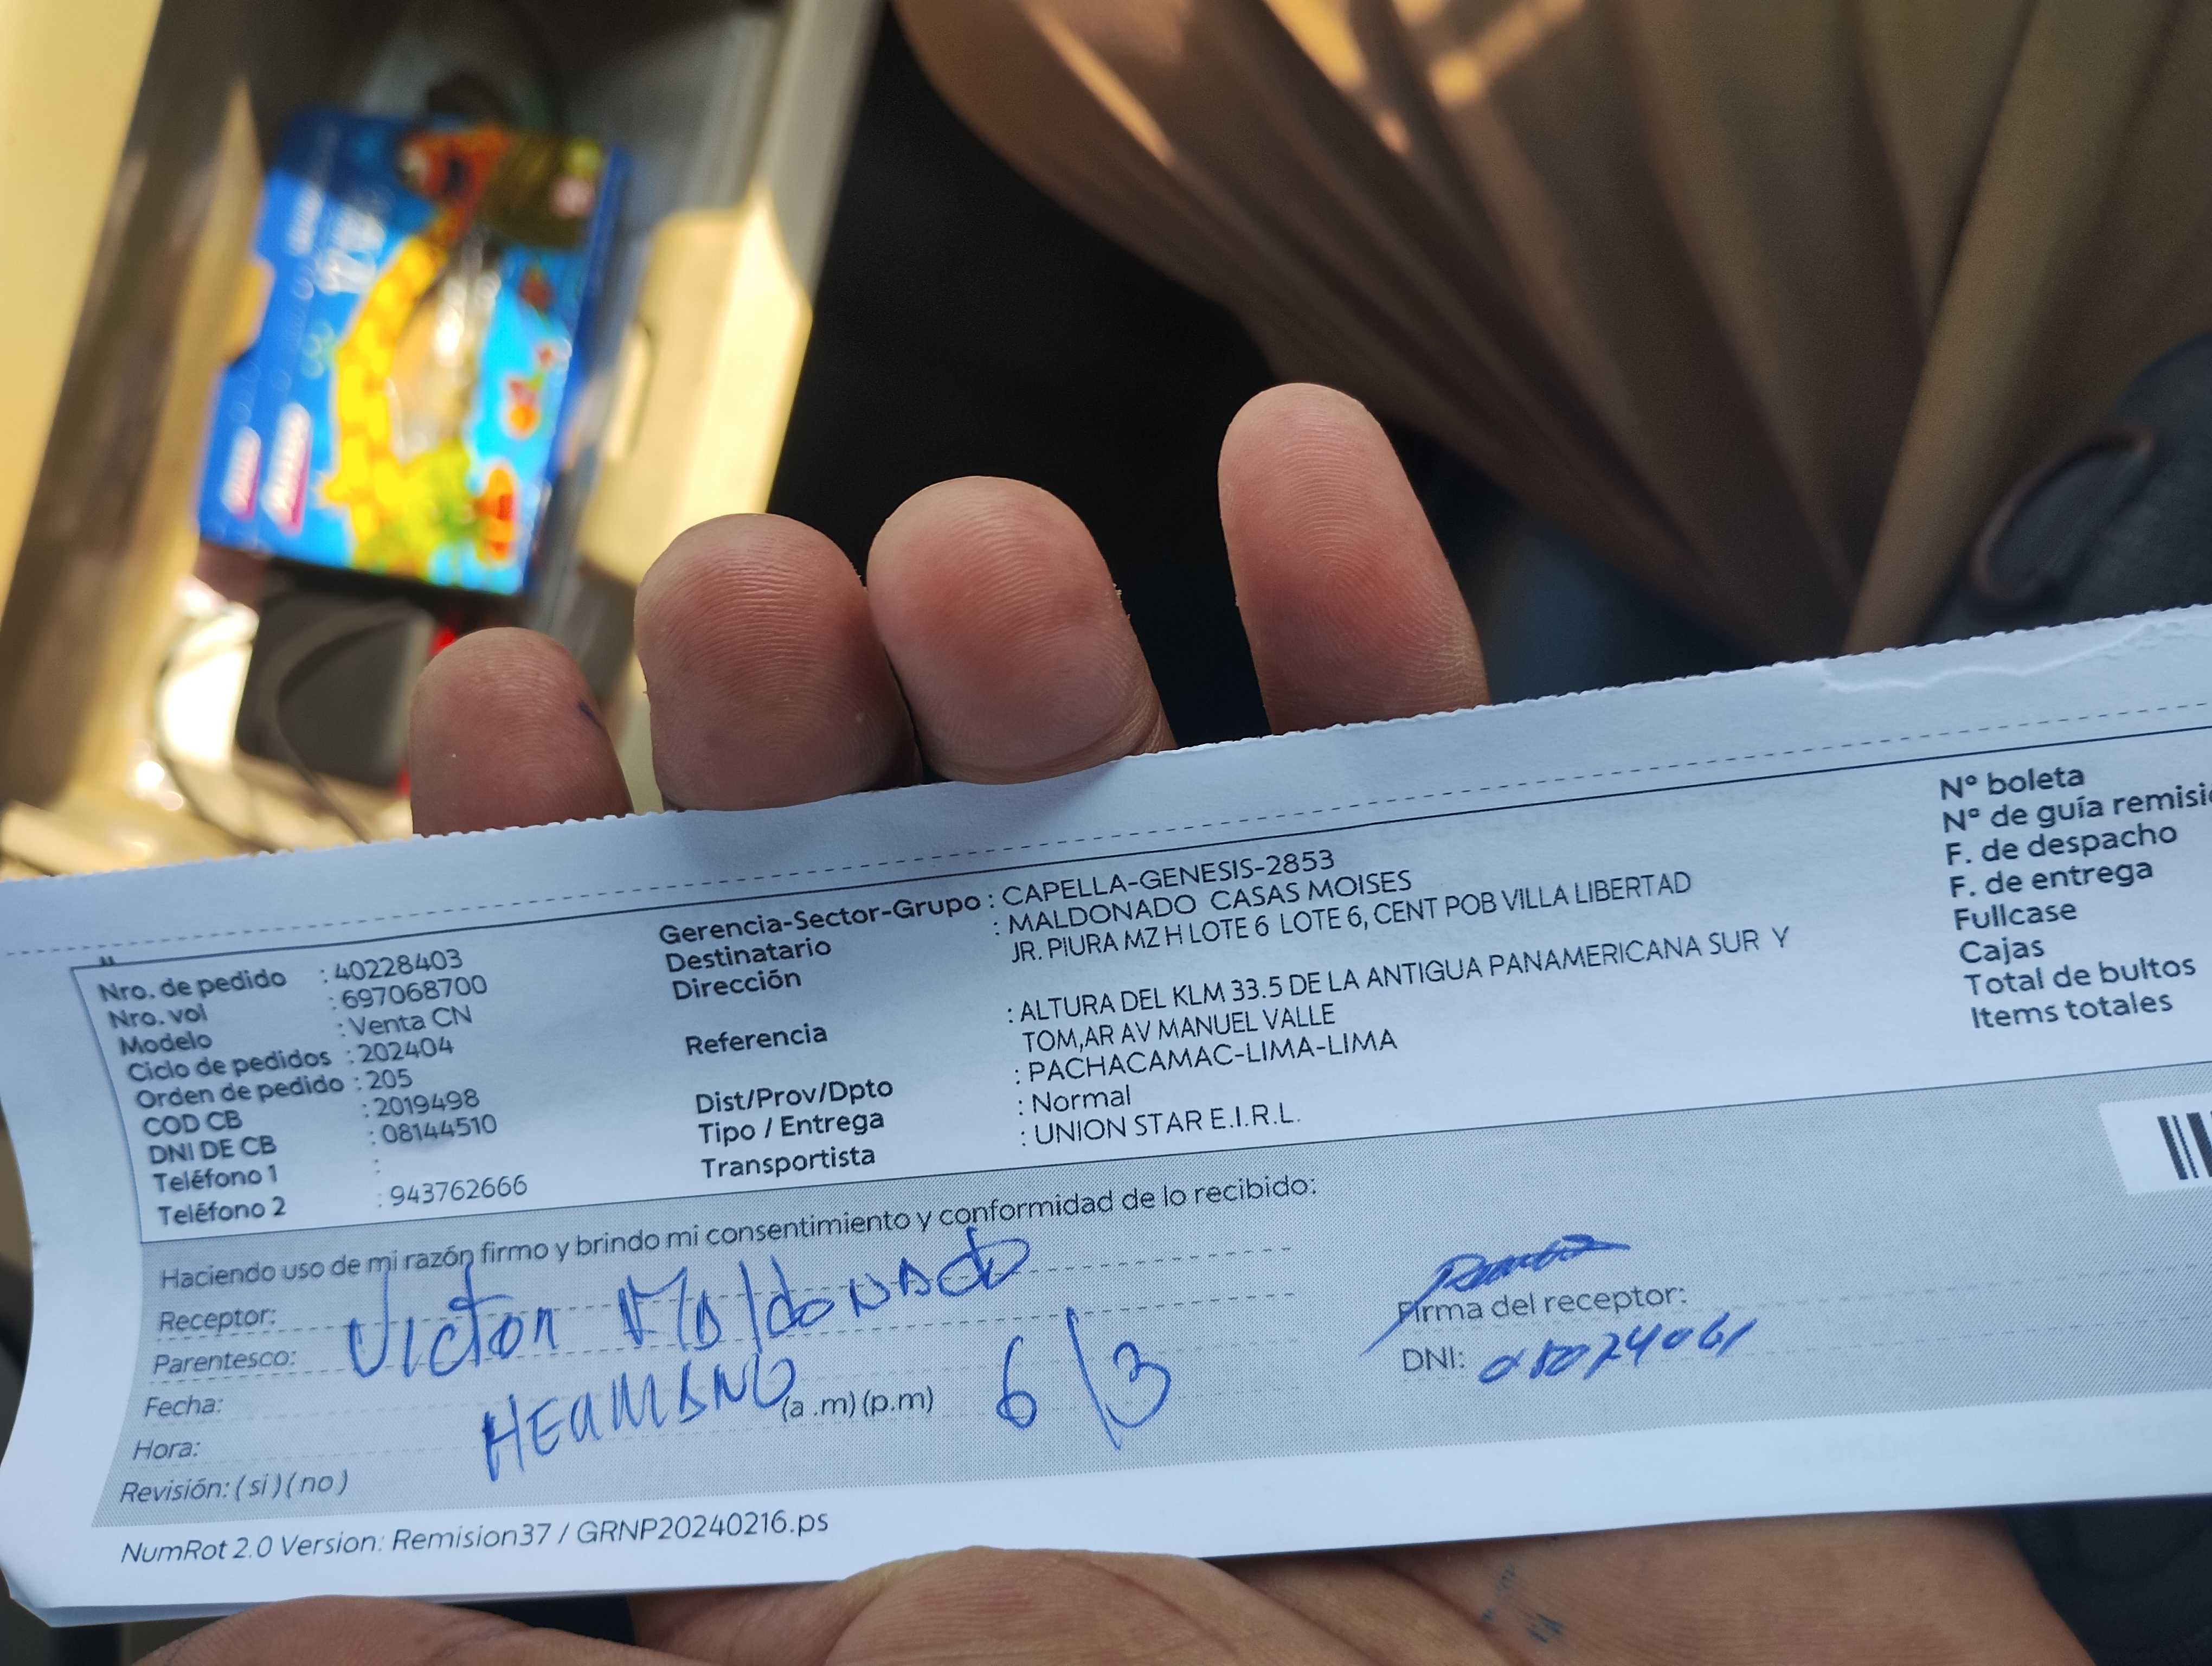 Nro. de pedido : 40228403
Nro. vol : 697068700
Modelo : Venta CN
Ciclo de pedidos : 202404
Orden de pedido : 205
COD CB : 2019498
DNI DE CB : 08144510
Teléfono 1 :
Teléfono 2 : 943762666
Gerencia-Sector-Grupo : CAPELLA-GENESIS-2853
Destinatario : MALDONADO CASAS MOISES
Dirección JR. PIURA MZ H LOTE 6 LOTE 6, CENT POB VILLA LIBERTAD
Referencia : ALTURA DEL KLM 33.5 DE LA ANTIGUA PANAMERICANA SUR Y
TOM,AR AV MANUEL VALLE
Dist/Prov/Dpto : PACHACAMAC-LIMA-LIMA
Tipo / Entrega : Normal
Transportista : UNION STAR E.I.R.L.
N° boleta
N° de guía
F. de despacho
F. de entrega
Fullcase
Cajas
Total de bultos
Items totales
Haciendo uso de mi razón firmo y brindo mi consentimiento y conformidad de lo recibido:
Receptor: Victor Maldonado
Parentesco: HERMANO
Fecha: 6/3
Hora: (a .m) (p.m)
Revisión: ( si ) ( no )
Firma del receptor:
DNI:
NumRot 2.0 Version: Remision37 / GRNP20240216.ps